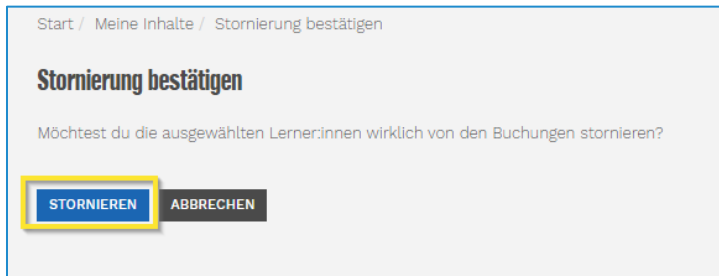 Start / Meine Inhalte / Stornierung bestätigen
Stornierung bestätigen
Möchtest du die ausgewählten Lerner:innen wirklich von den Buchungen stornieren?
STORNIEREN ABBRECHEN